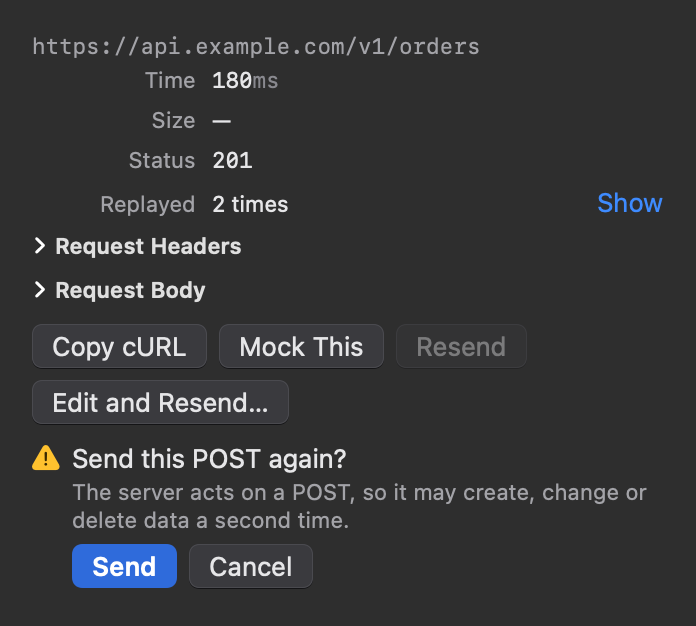 https://api.example.com/v1/orders
Time 180ms
Size —
Status 201
Replayed 2 times Show
Request Headers
Request Body
Copy cURL Mock This Resend
Edit and Resend...
Send this POST again?
The server acts on a POST, so it may create, change or
delete data a second time.
Send Cancel